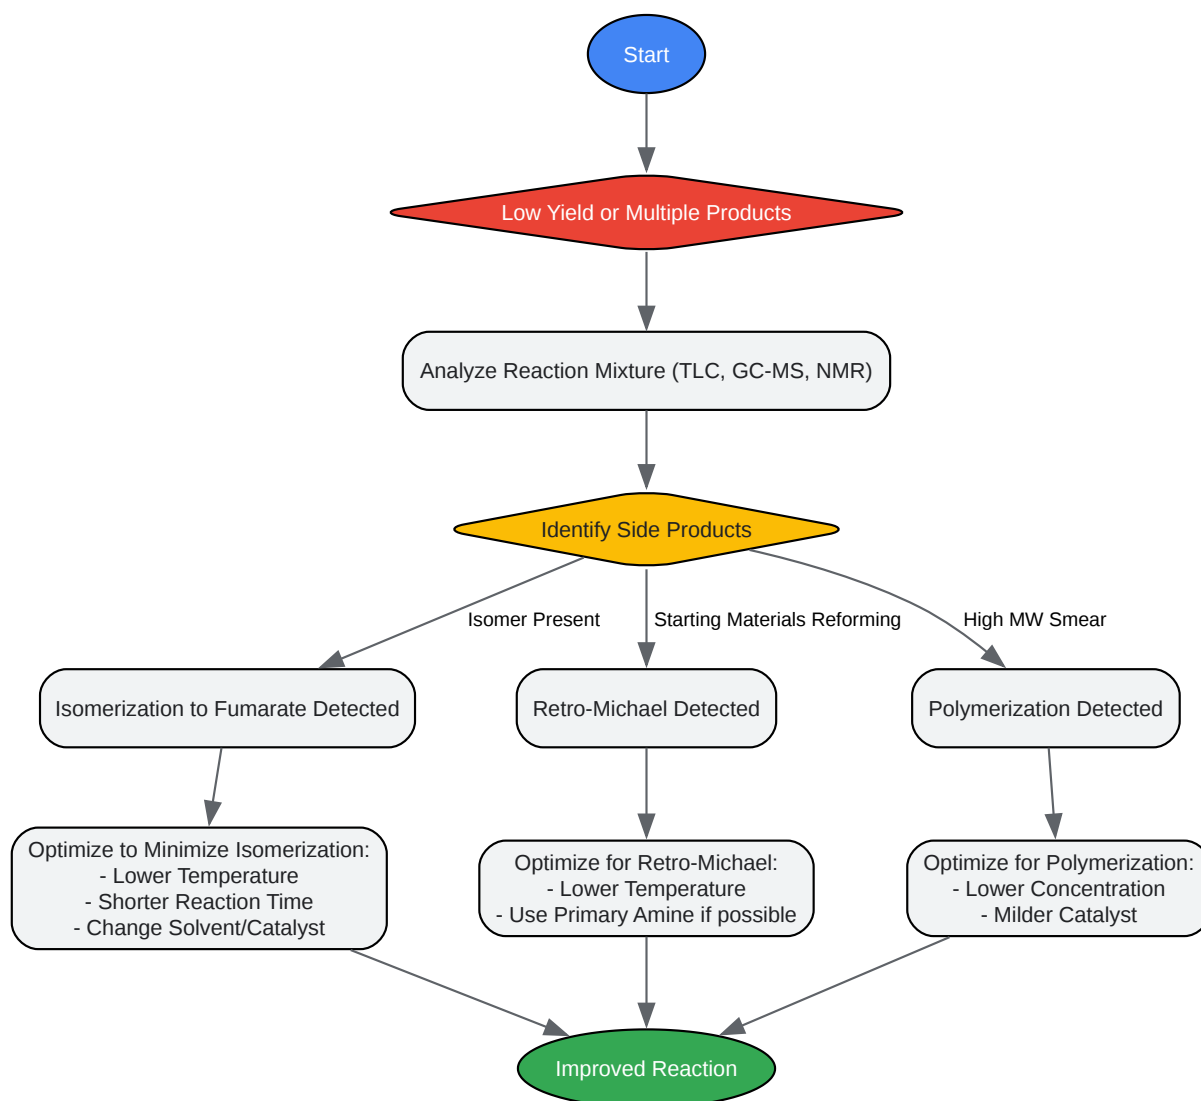 Start
Low Yield or Multiple Products
Analyze Reaction Mixture (TLC, GC-MS, NMR)
Identify Side Products
Isomer Present
Starting Materials Reforming
High MW Smear
Isomerization to Fumarate Detected
Retro-Michael Detected
Polymerization Detected
Optimize to Minimize Isomerization:
- Lower Temperature
- Shorter Reaction Time
- Change Solvent/Catalyst
Optimize for Retro-Michael:
- Lower Temperature
- Use Primary Amine if possible
Optimize for Polymerization:
- Lower Concentration
- Milder Catalyst
Improved Reaction